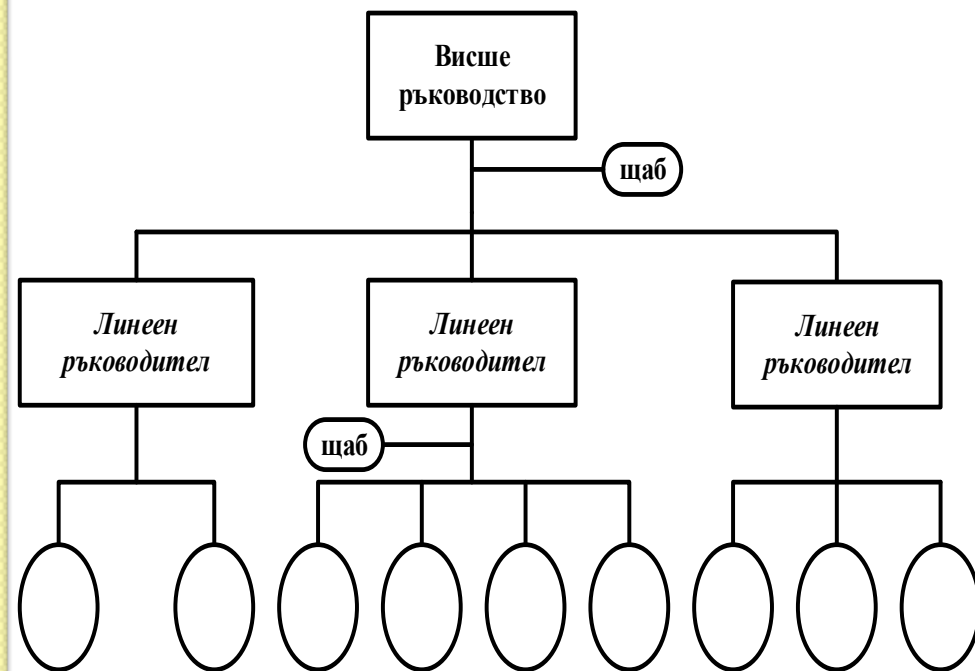 Висше
ръководство
щаб
Линеен
ръководител
Линеен
ръководител
Линеен
ръководител
щаб